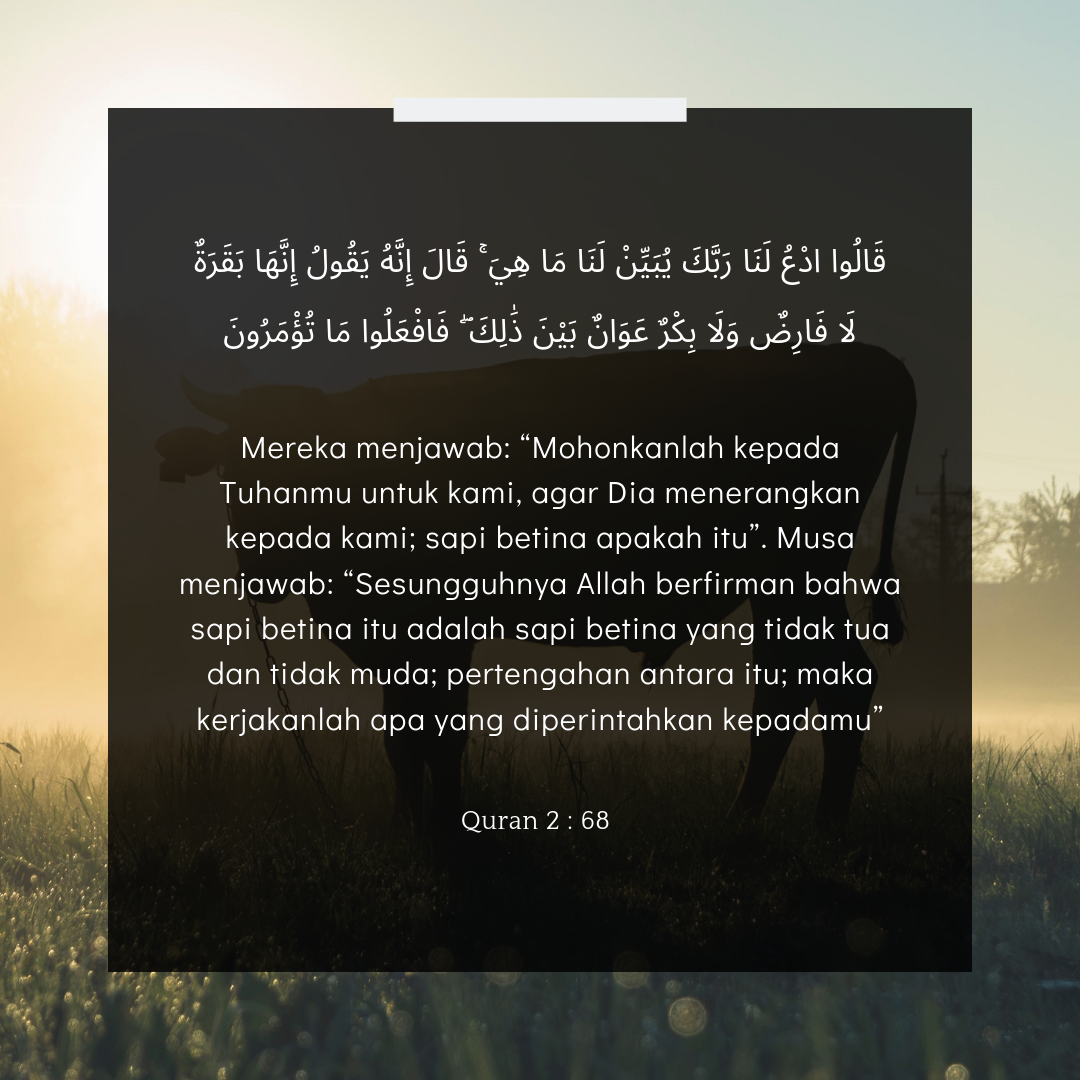 قَالُوا ادْعُ لَنَا رَبَّكَ يُبَيِّنْ لَنَا مَا هِيَ ۚ قَالَ إِنَّهُ يَقُولُ إِنَّهَا بَقَرَةٌ
لَا فَارِضٌ وَلَا بِكْرٌ عَوَانٌ بَيْنَ ذَٰلِكَ ۖ فَافْعَلُوا مَا تُؤْمَرُونَ
Mereka menjawab: “Mohonkanlah kepada
Tuhanmu untuk kami, agar Dia menerangkan
kepada kami; sapi betina apakah itu”. Musa
menjawab: “Sesungguhnya Allah berfirman bahwa
sapi betina itu adalah sapi betina yang tidak tua
dan tidak muda; pertengahan antara itu; maka
kerjakanlah apa yang diperintahkan kepadamu”
Quran 2 : 68